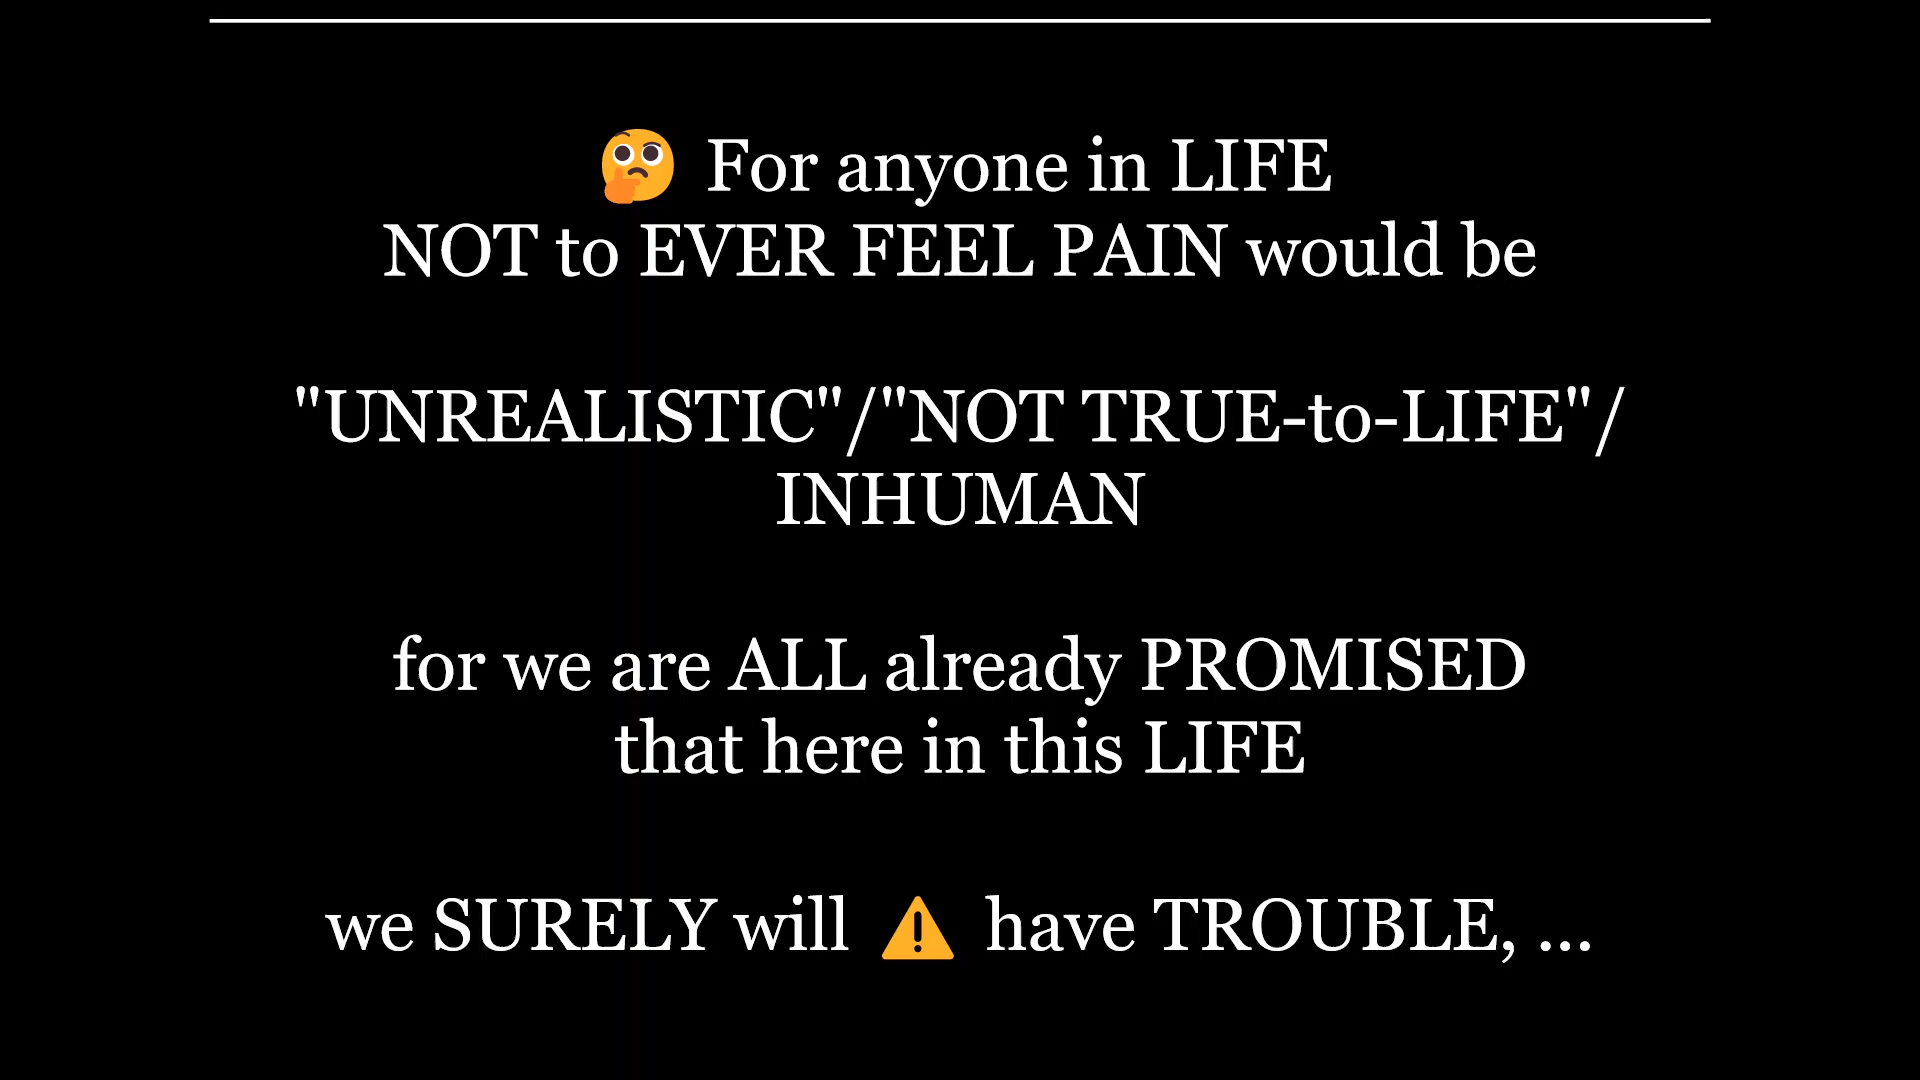 🤔 For anyone in LIFE
NOT to EVER FEEL PAIN would be
"UNREALISTIC"/"NOT TRUE-to-LIFE"/
INHUMAN
for we are ALL already PROMISED
that here in this LIFE
we SURELY will ⚠ have TROUBLE, ...